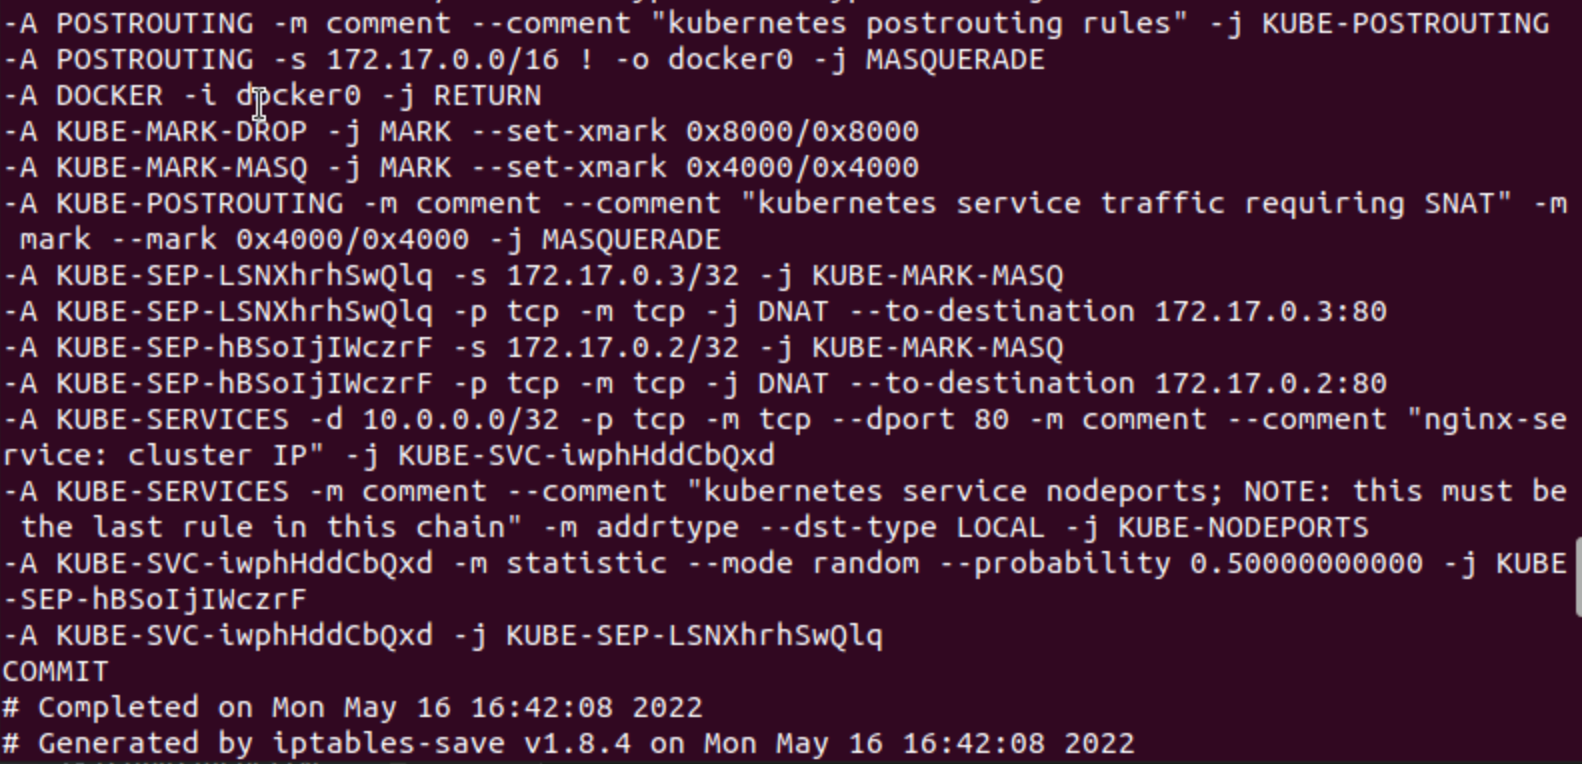 -A POSTROUTING -m comment --comment "kubernetes postrouting rules" -j KUBE-POSTROUTING
-A POSTROUTING -s 172.17.0.0/16 ! -o docker0 -j MASQUERADE
-A DOCKER -i docker0 -j RETURN
-A KUBE-MARK-DROP -j MARK --set-xmark 0x8000/0x8000
-A KUBE-MARK-MASQ -j MARK --set-xmark 0x4000/0x4000
-A KUBE-POSTROUTING -m comment --comment "kubernetes service traffic requiring SNAT" -m
 mark --mark 0x4000/0x4000 -j MASQUERADE
-A KUBE-SEP-LSNXhrhSwQlq -s 172.17.0.3/32 -j KUBE-MARK-MASQ
-A KUBE-SEP-LSNXhrhSwQlq -p tcp -m tcp -j DNAT --to-destination 172.17.0.3:80
-A KUBE-SEP-hBSoIjIWczrF -s 172.17.0.2/32 -j KUBE-MARK-MASQ
-A KUBE-SEP-hBSoIjIWczrF -p tcp -m tcp -j DNAT --to-destination 172.17.0.2:80
-A KUBE-SERVICES -d 10.0.0.0/32 -p tcp -m tcp --dport 80 -m comment --comment "nginx-se
rvice: cluster IP" -j KUBE-SVC-iwphHddCbQxd
-A KUBE-SERVICES -m comment --comment "kubernetes service nodeports; NOTE: this must be
 the last rule in this chain" -m addrtype --dst-type LOCAL -j KUBE-NODEPORTS
-A KUBE-SVC-iwphHddCbQxd -m statistic --mode random --probability 0.50000000000 -j KUBE
-SEP-hBSoIjIWczrF
-A KUBE-SVC-iwphHddCbQxd -j KUBE-SEP-LSNXhrhSwQlq
COMMIT
# Completed on Mon May 16 16:42:08 2022
# Generated by iptables-save v1.8.4 on Mon May 16 16:42:08 2022